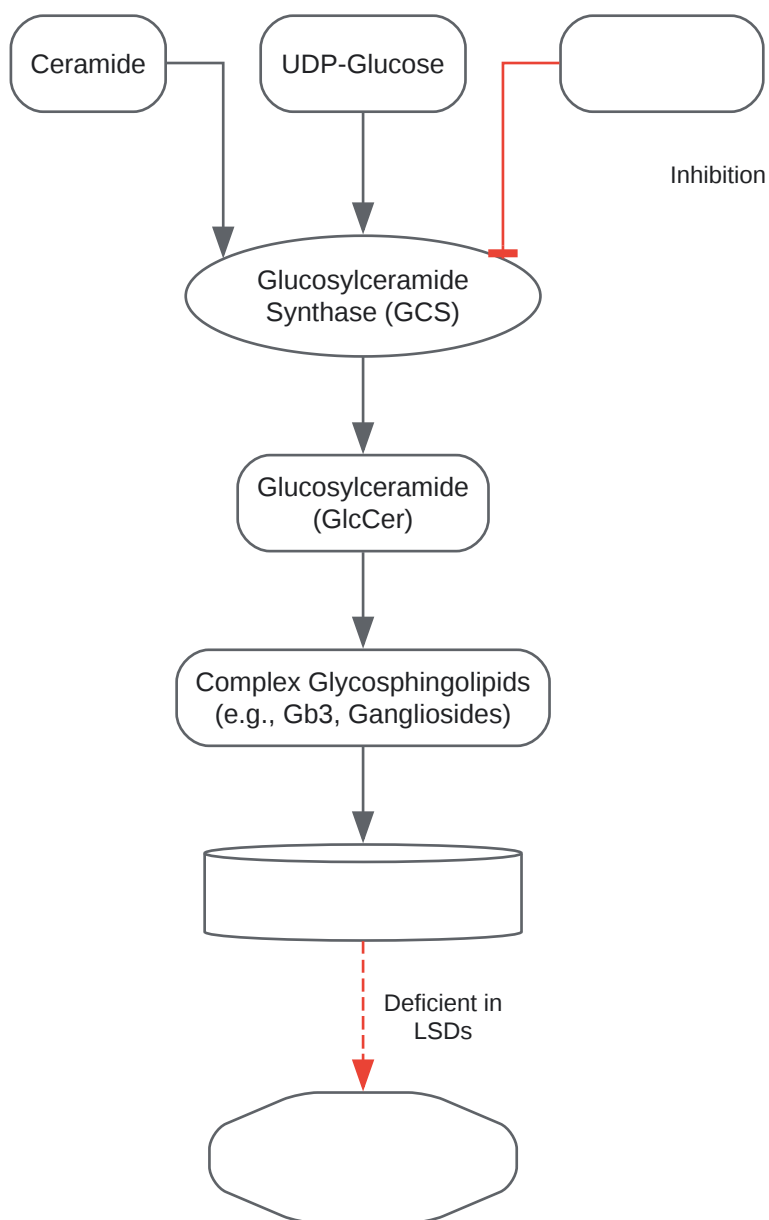 Ceramide
UDP-Glucose
Inhibition
Glucosylceramide
Synthase (GCS)
Glucosylceramide
(GlcCer)
Complex Glycosphingolipids
(e.g., Gb3, Gangliosides)
Deficient in
LSDs